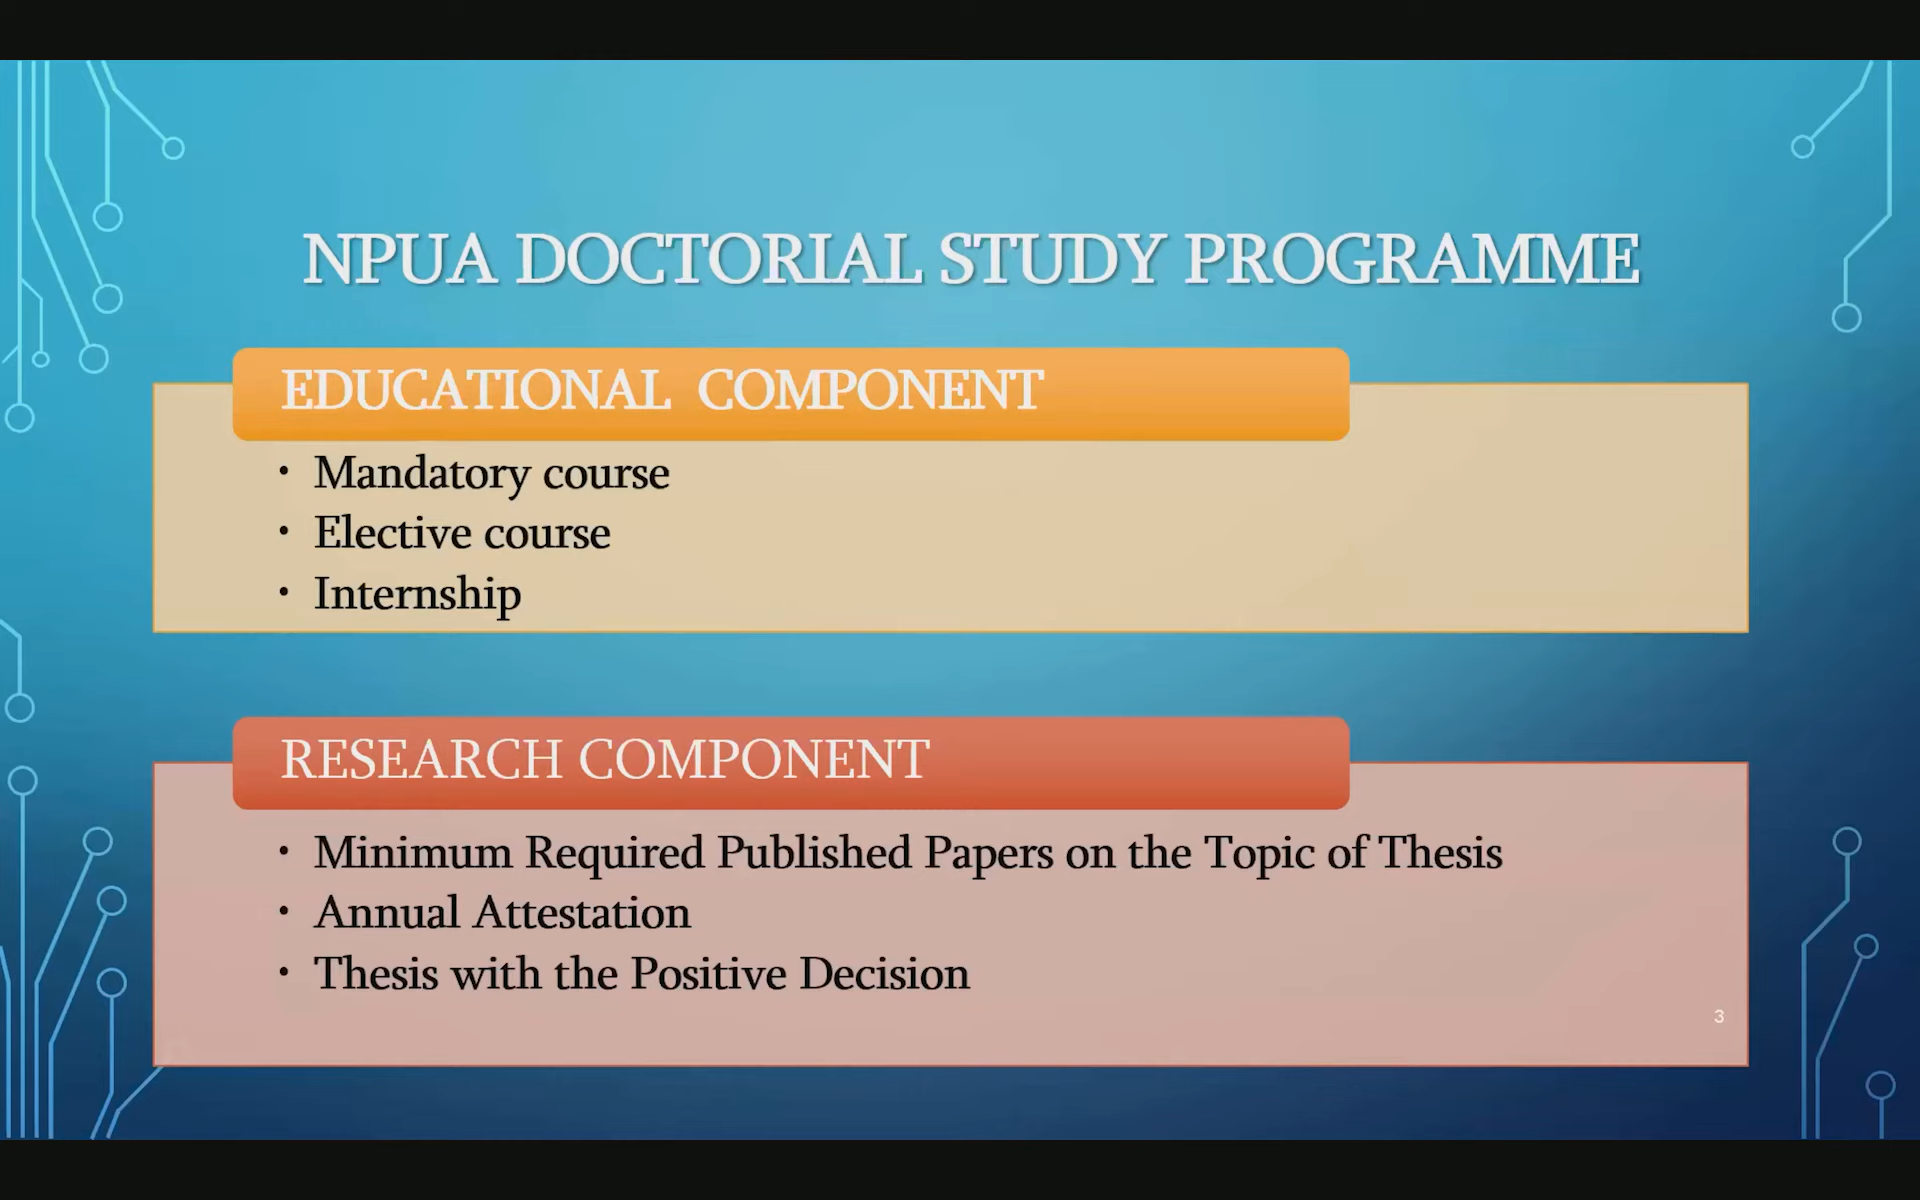 NPUA DOCTORIAL STUDY PROGRAMME
EDUCATIONAL COMPONENT
• Mandatory course
• Elective course
• Internship
RESEARCH COMPONENT
• Minimum Required Published Papers on the Topic of Thesis
• Annual Attestation
• Thesis with the Positive Decision
3